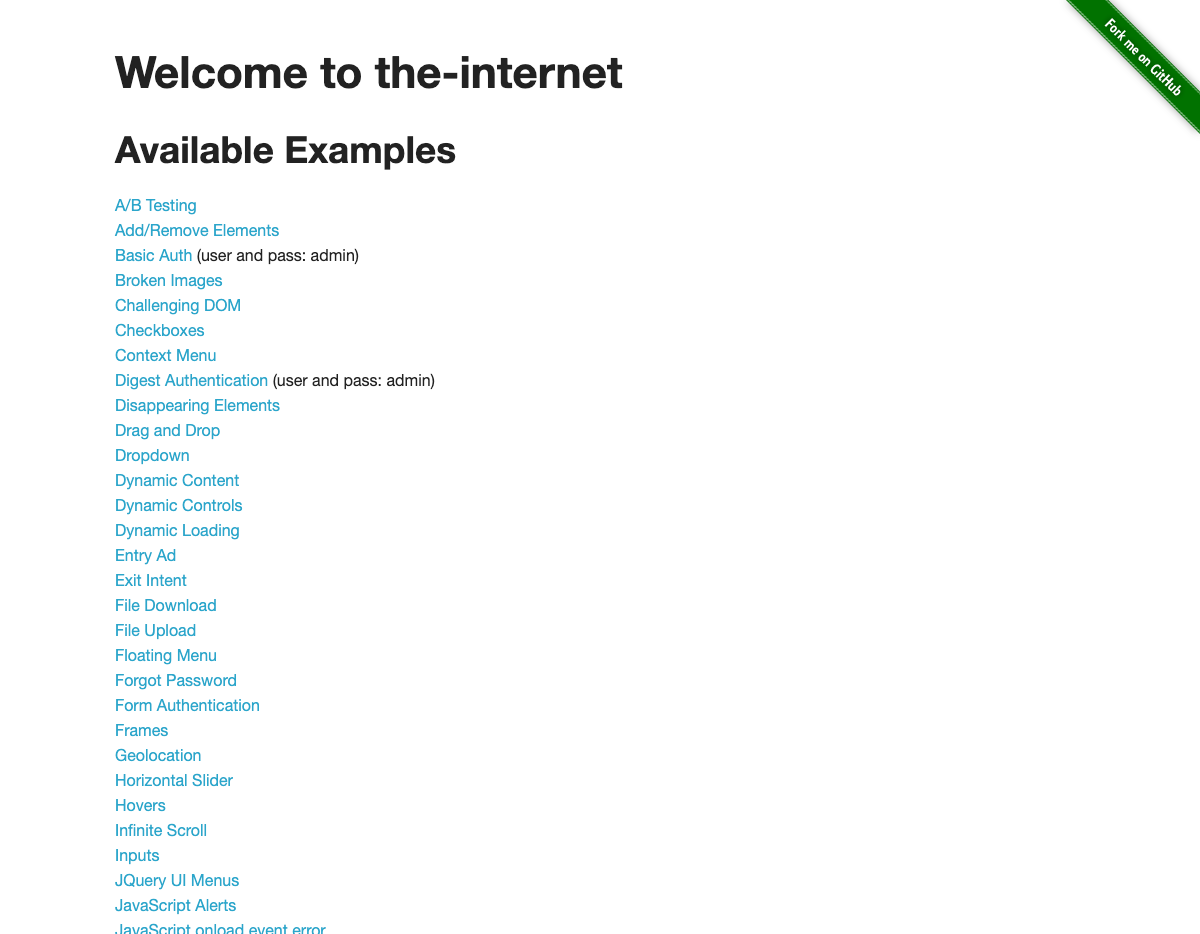 Fork me on GitHub
Welcome to the-internet
Available Examples
A/B Testing
Add/Remove Elements
Basic Auth (user and pass: admin)
Broken Images
Challenging DOM
Checkboxes
Context Menu
Digest Authentication (user and pass: admin)
Disappearing Elements
Drag and Drop
Dropdown
Dynamic Content
Dynamic Controls
Dynamic Loading
Entry Ad
Exit Intent
File Download
File Upload
Floating Menu
Forgot Password
Form Authentication
Frames
Geolocation
Horizontal Slider
Hovers
Infinite Scroll
Inputs
JQuery UI Menus
JavaScript Alerts
JavaScript onload event error